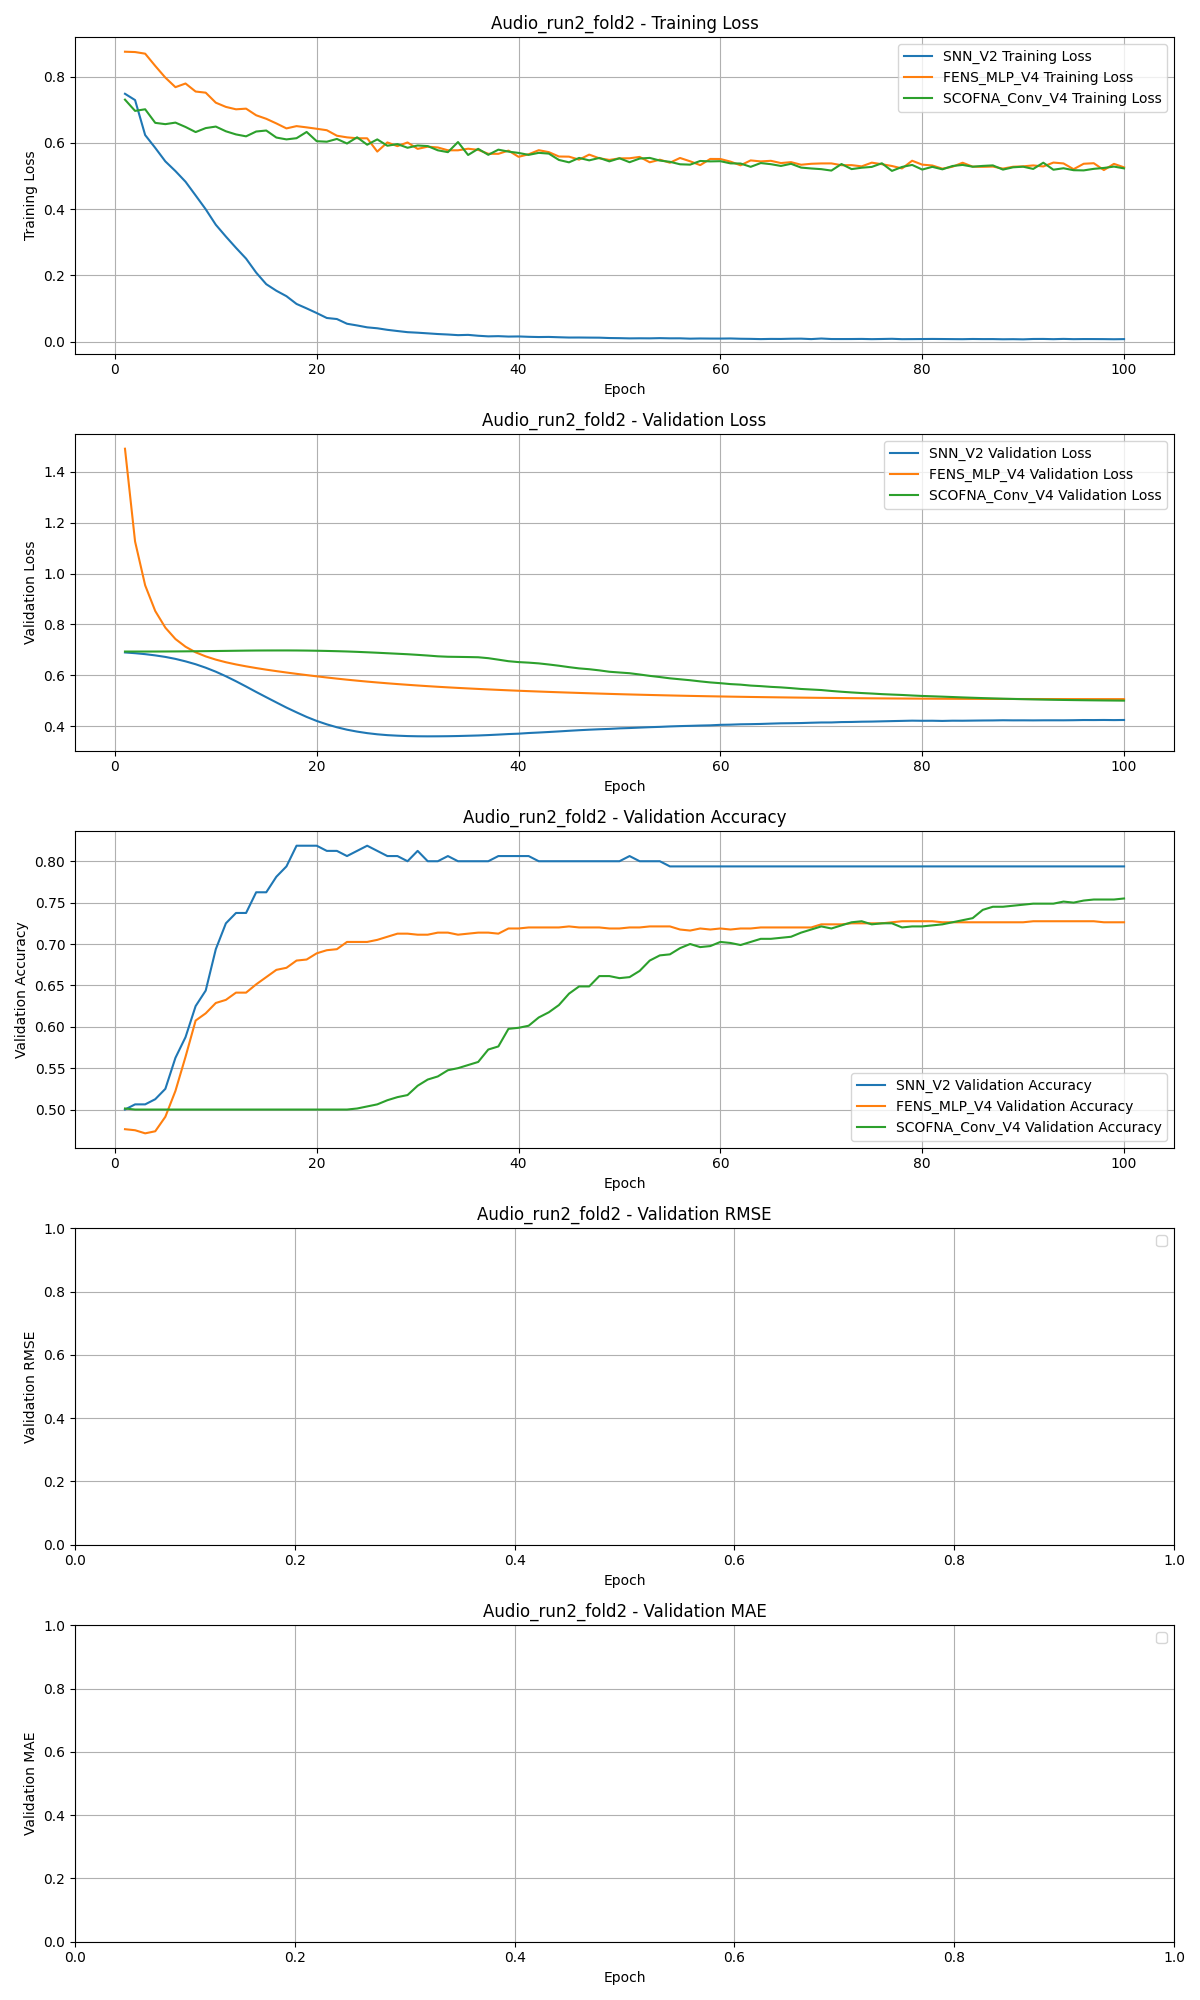 Audio_run2_fold2 - Training Loss
Training Loss
0.8
0.6
0.4
0.2
0.0
SNN_V2 Training Loss
FENS_MLP_V4 Training Loss
SCOFNA_Conv_V4 Training Loss
0 20 40 60 80 100
Epoch
Audio_run2_fold2 - Validation Loss
Validation Loss
1.4
1.2
1.0
0.8
0.6
0.4
SNN_V2 Validation Loss
FENS_MLP_V4 Validation Loss
SCOFNA_Conv_V4 Validation Loss
0 20 40 60 80 100
Epoch
Audio_run2_fold2 - Validation Accuracy
Validation Accuracy
0.80
0.75
0.70
0.65
0.60
0.55
0.50
SNN_V2 Validation Accuracy
FENS_MLP_V4 Validation Accuracy
SCOFNA_Conv_V4 Validation Accuracy
0 20 40 60 80 100
Epoch
Audio_run2_fold2 - Validation RMSE
Validation RMSE
1.0
0.8
0.6
0.4
0.2
0.0
0.0 0.2 0.4 0.6 0.8 1.0
Epoch
Audio_run2_fold2 - Validation MAE
Validation MAE
1.0
0.8
0.6
0.4
0.2
0.0
0.0 0.2 0.4 0.6 0.8 1.0
Epoch